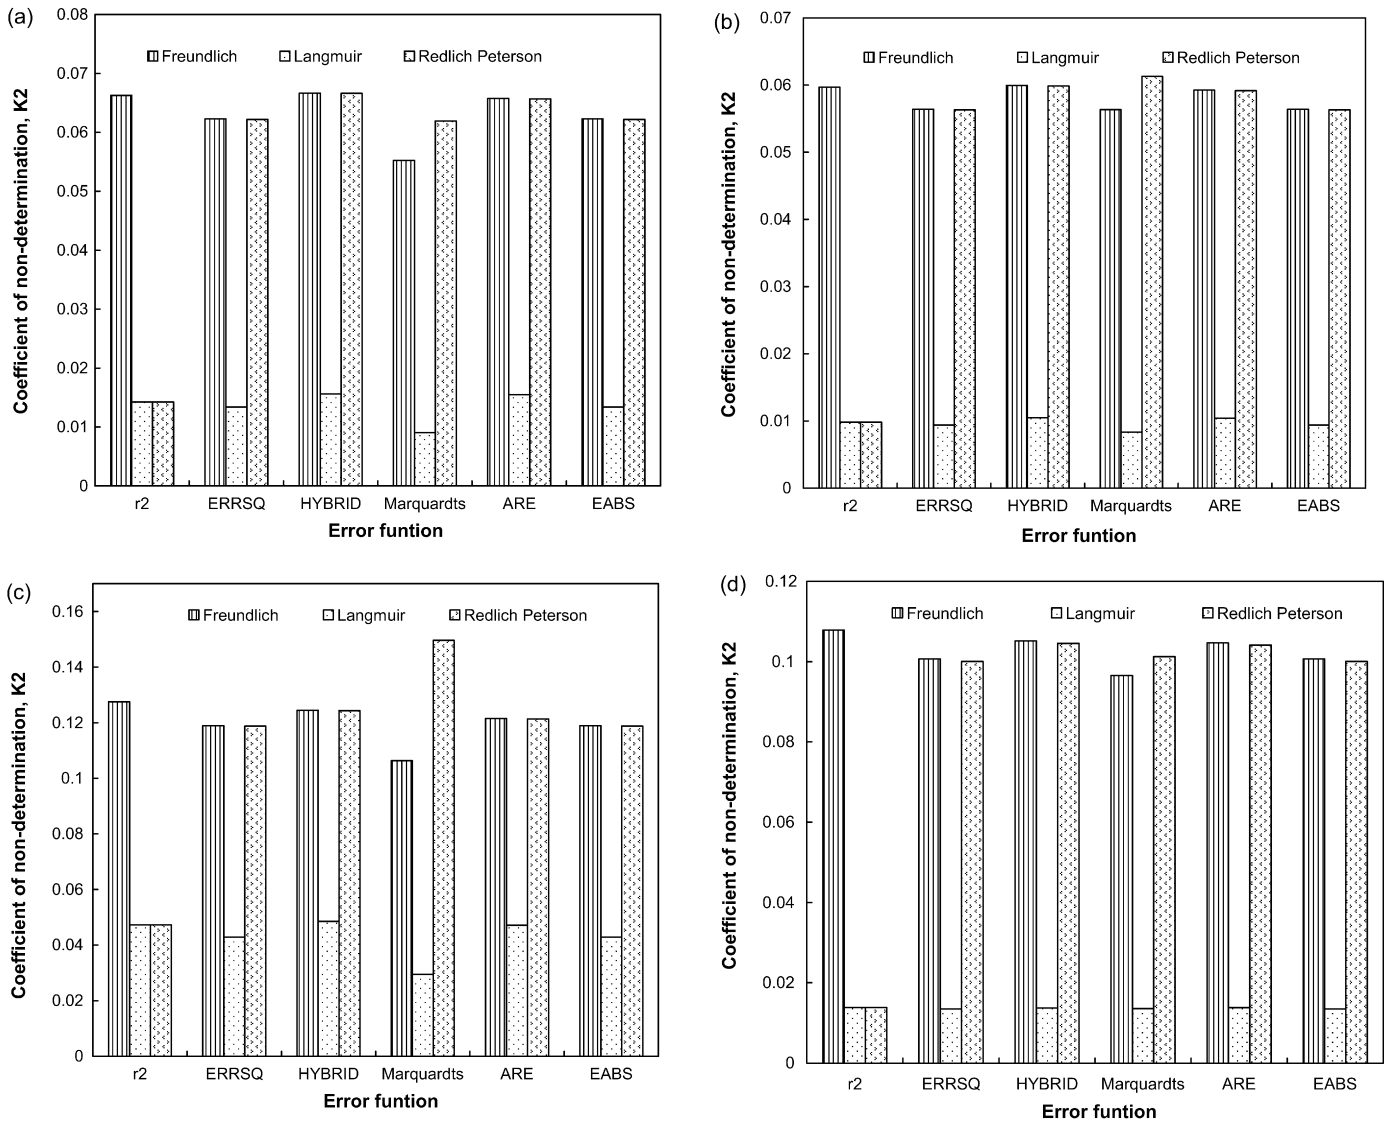 (a)
Coefficient of non-determination, K2
0.08
0.07
0.06
0.05
0.04
0.03
0.02
0.01
0
Freundlich Langmuir Redlich Peterson
r2 ERRSQ HYBRID Marquardts ARE EABS
Error funtion
(b)
Coefficient of non-determination, K2
0.07
0.06
0.05
0.04
0.03
0.02
0.01
0
Freundlich Langmuir Redlich Peterson
r2 ERRSQ HYBRID Marquardts ARE EABS
Error funtion
(c)
Coefficient of non-determination, K2
0.16
0.14
0.12
0.1
0.08
0.06
0.04
0.02
0
Freundlich Langmuir Redlich Peterson
r2 ERRSQ HYBRID Marquardts ARE EABS
Error funtion
(d)
Coefficient of non-determination, K2
0.12
0.1
0.08
0.06
0.04
0.02
0
Freundlich Langmuir Redlich Peterson
r2 ERRSQ HYBRID Marquardts ARE EABS
Error funtion